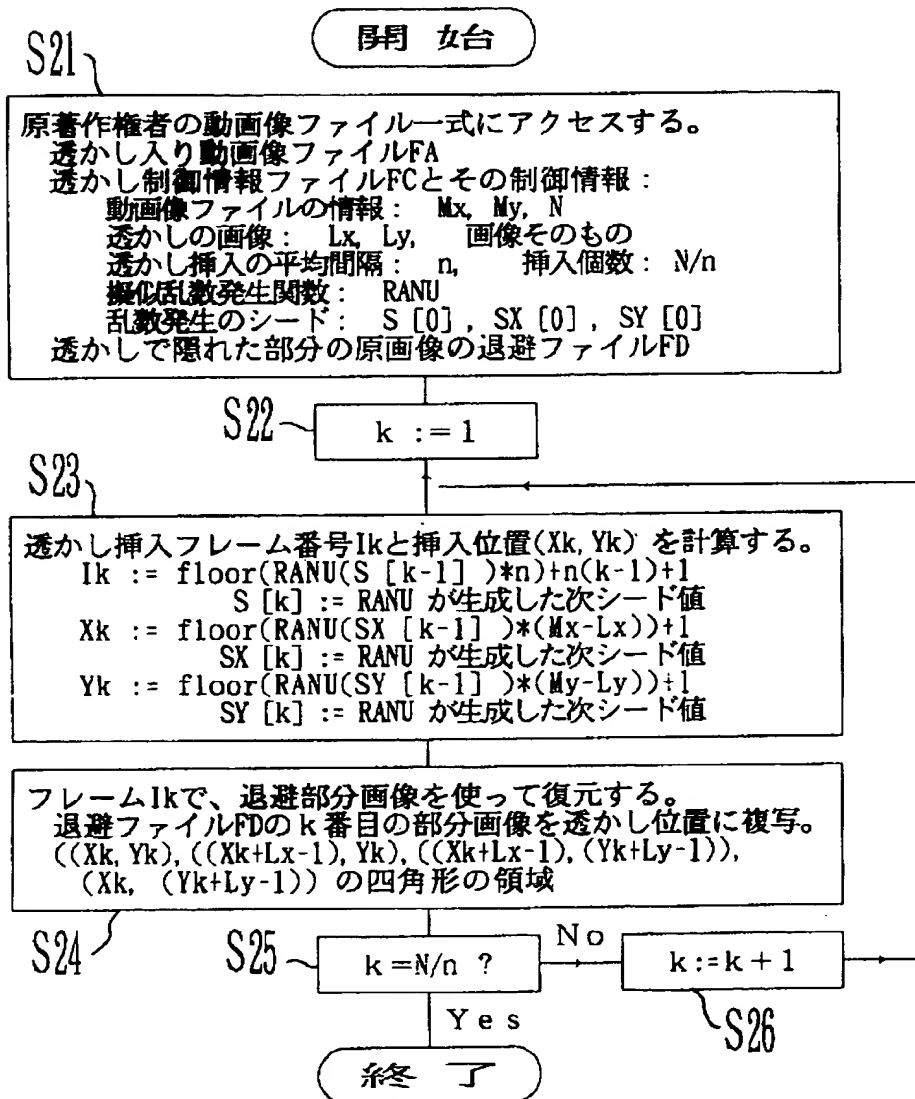 開 始
S21
原著作権者の動画像ファイル一式にアクセスする。
透かし入り動画像ファイルFA
透かし制御情報ファイルFCとその制御情報：
動画像ファイルの情報： Mx, My, N
透かしの画像： Lx, Ly, 画像そのもの
透かし挿入の平均間隔： n, 挿入個数： N/n
擬似乱数発生関数： RANU
乱数発生のシード： S [0] , SX [0] , SY [0]
透かしで隠れた部分の原画像の退避ファイルFD
S22
k := 1
S23
透かし挿入フレーム番号Ikと挿入位置(Xk, Yk) を計算する。
Ik := floor(RANU(S [k-1] )*n)+n(k-1)+1
S [k] := RANU が生成した次シード値
Xk := floor(RANU(SX [k-1] )*(Mx-Lx))+1
SX [k] := RANU が生成した次シード値
Yk := floor(RANU(SY [k-1] )*(My-Ly))+1
SY [k] := RANU が生成した次シード値
フレームIkで、退避部分画像を使って復元する。
退避ファイルFDのk番目の部分画像を透かし位置に複写。
((Xk, Yk), ((Xk+Lx-1), Yk), ((Xk+Lx-1), (Yk+Ly-1)),
(Xk, (Yk+Ly-1)) の四角形の領域
S24
S25
k=N/n ?
No
k:=k+1
S26
Yes
終 了